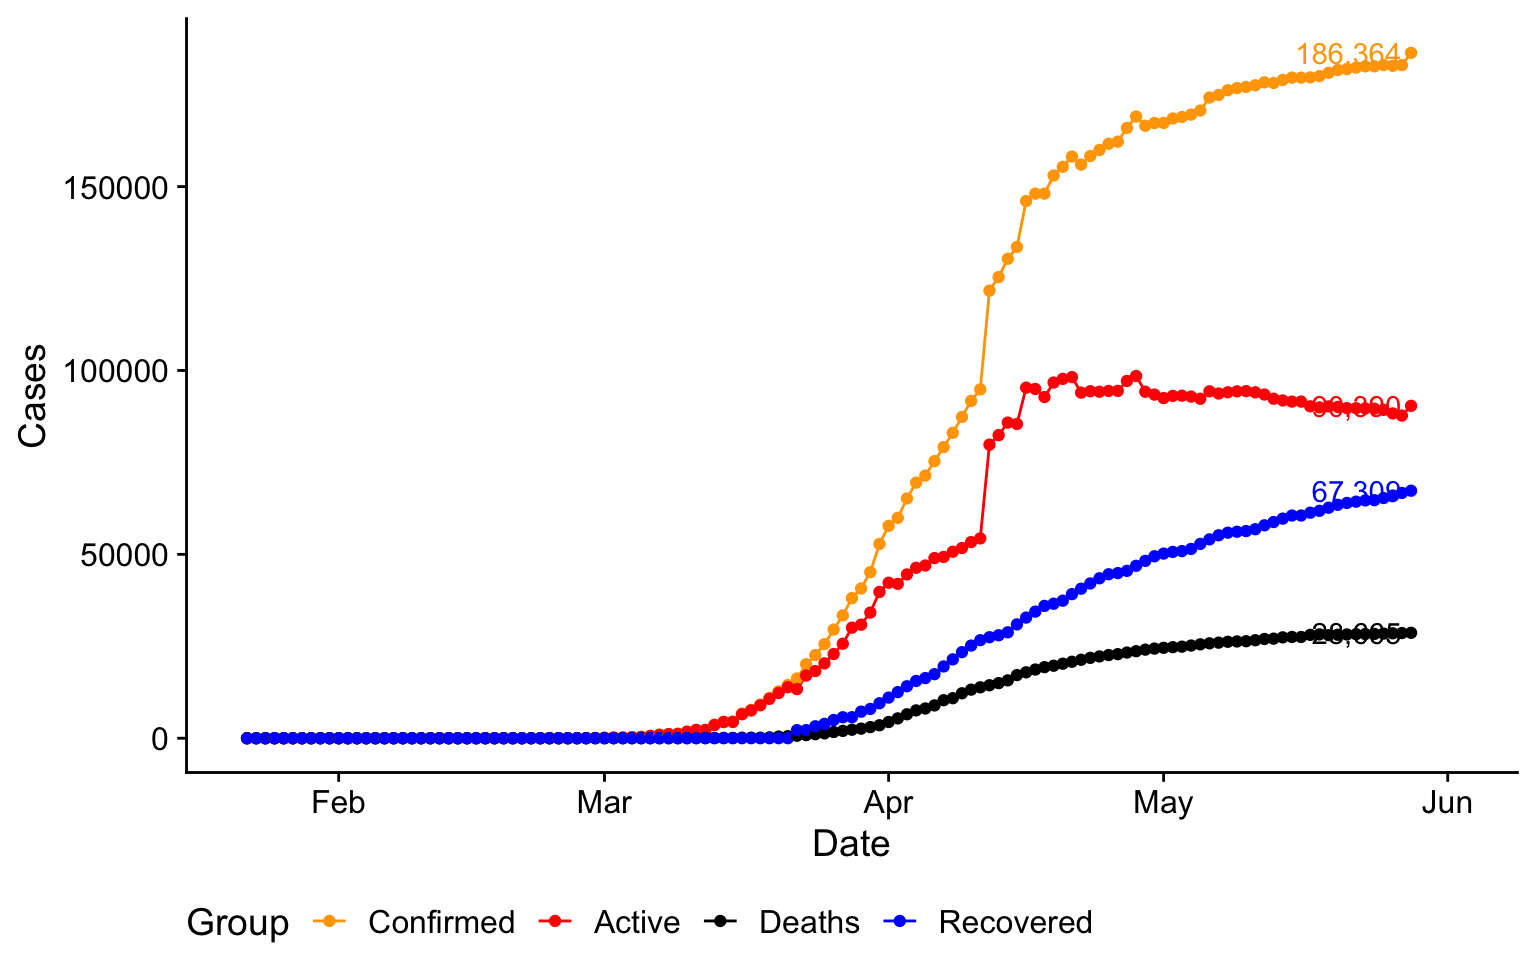 186,364
150000
100000
Cases
67,309
50000
0
Feb Mar Apr May Jun
Date
Group Confirmed Active Deaths Recovered